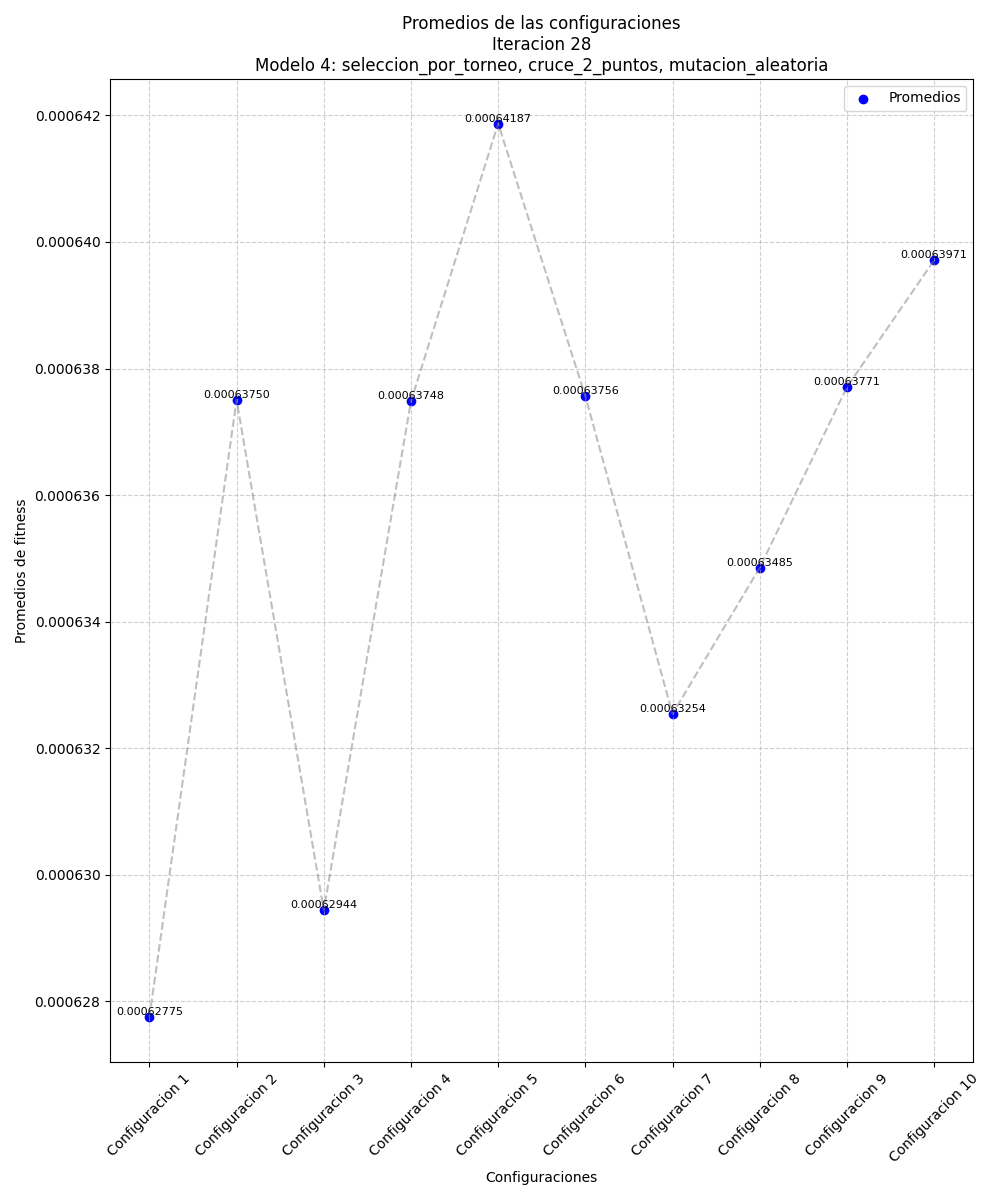 Promedios de las configuraciones
Iteracion 28
Modelo 4: seleccion_por_torneo, cruce_2_puntos, mutacion_aleatoria
Promedios
0.000642
0.000640
0.000638
0.000636
0.000634
0.000632
0.000630
0.000628
Promedios de fitness
0.00062775
0.00063750
0.00062944
0.00063748
0.00064187
0.00063756
0.00063254
0.00063485
0.00063771
0.00063971
Configuracion 1
Configuracion 2
Configuracion 3
Configuracion 4
Configuracion 5
Configuracion 6
Configuracion 7
Configuracion 8
Configuracion 9
Configuracion 10
Configuraciones